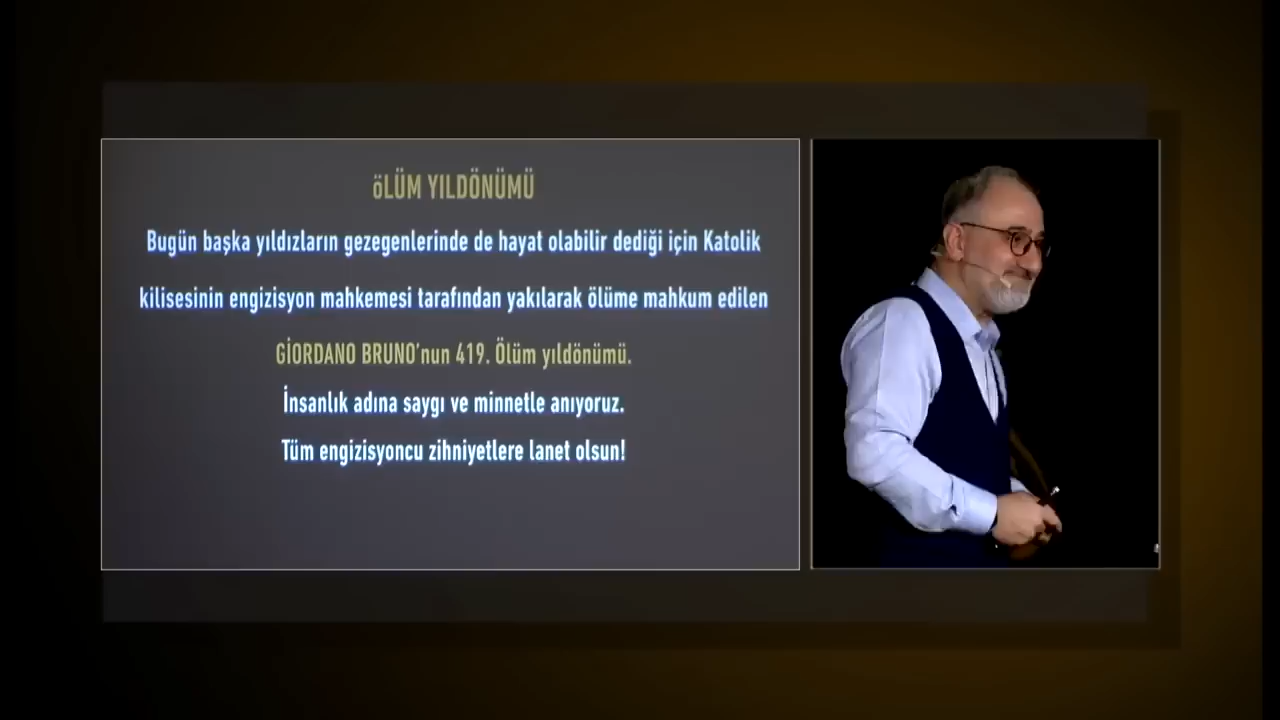 öLÜM YILDÖNÜMÜ
Bugün başka yıldızların gezegenlerinde de hayat olabilir dediği için Katolik
kilisesinin engizisyon mahkemesi tarafından yakılarak ölüme mahkum edilen
GİORDANO BRUNO'nun 419. Ölüm yıldönümü.
İnsanlık adına saygı ve minnetle anıyoruz.
Tüm engizisyoncu zihniyetlere lanet olsun!